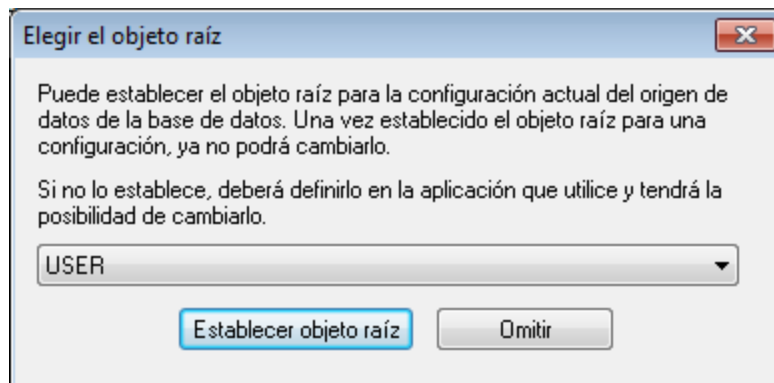 Elegir el objeto raíz
Puede establecer el objeto raíz para la configuración actual del origen de
datos de la base de datos. Una vez establecido el objeto raíz para una
configuración, ya no podrá cambiarlo.
Si no lo establece, deberá definirlo en la aplicación que utilice y tendrá la
posibilidad de cambiarlo.
USER
Establecer objeto raíz
Omitir